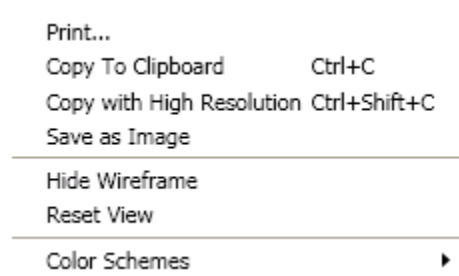 Print...
Copy To Clipboard Ctrl+C
Copy with High Resolution Ctrl+Shift+C
Save as Image
Hide Wireframe
Reset View
Color Schemes